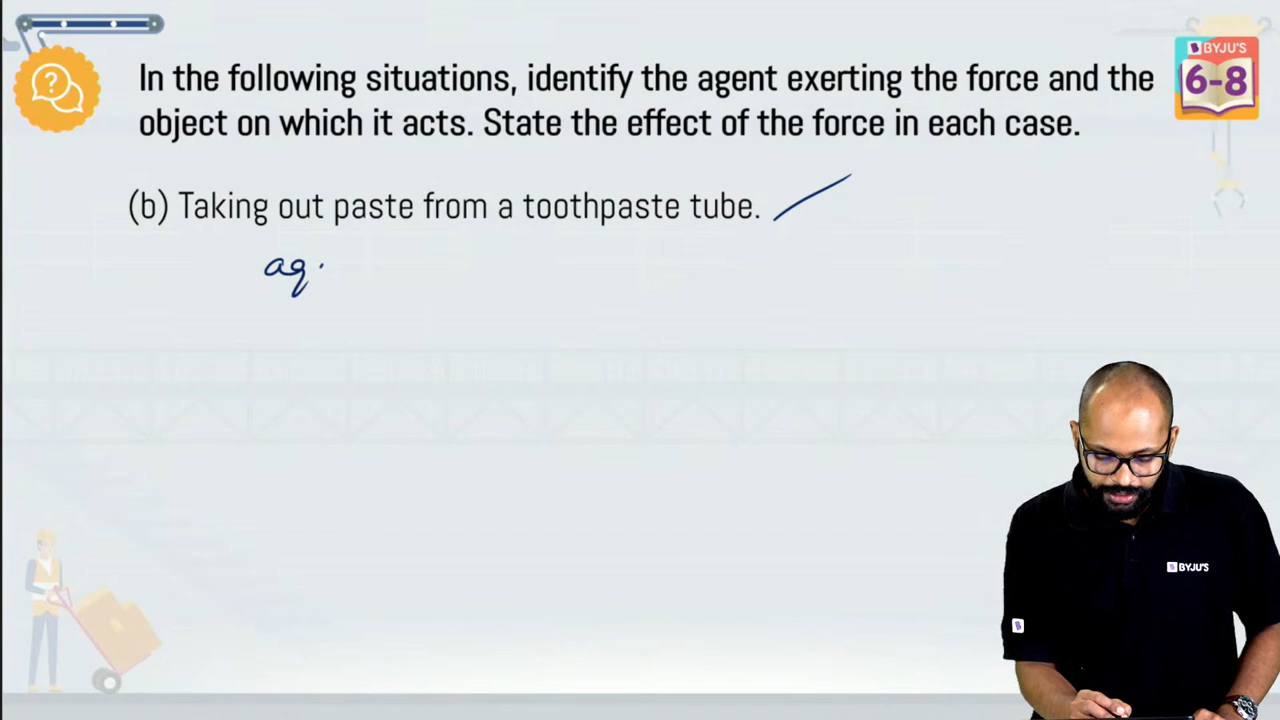 BYJU'S
6-8
In the following situations, identify the agent exerting the force and the
object on which it acts. State the effect of the force in each case.
(b) Taking out paste from a toothpaste tube.
ag.
BYJU'S